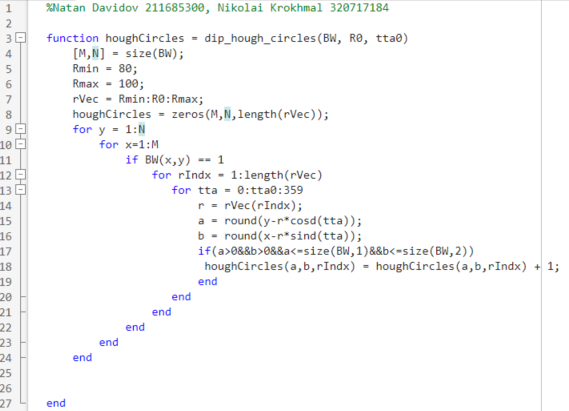 1 %Natan Davidov 211685300, Nikolai Krokhmal 320717184
2
3 function houghCircles = dip_hough_circles(BW, R0, tta0)
4 [M,N] = size(BW);
5 Rmin = 80;
6 Rmax = 100;
7 rVec = Rmin:R0:Rmax;
8 houghCircles = zeros(M,N,length(rVec));
9 for y = 1:N
10 for x=1:M
11 if BW(x,y) == 1
12 for rIndx = 1:length(rVec)
13 for tta = 0:tta0:359
14 r = rVec(rIndx);
15 a = round(y-r*cosd(tta));
16 b = round(x-r*sind(tta));
17 if(a>0&&b>0&&a<=size(BW,1)&&b<=size(BW,2))
18 houghCircles(a,b,rIndx) = houghCircles(a,b,rIndx) + 1;
19 end
20 end
21 end
22 end
23 end
24 end
25
26
27 end